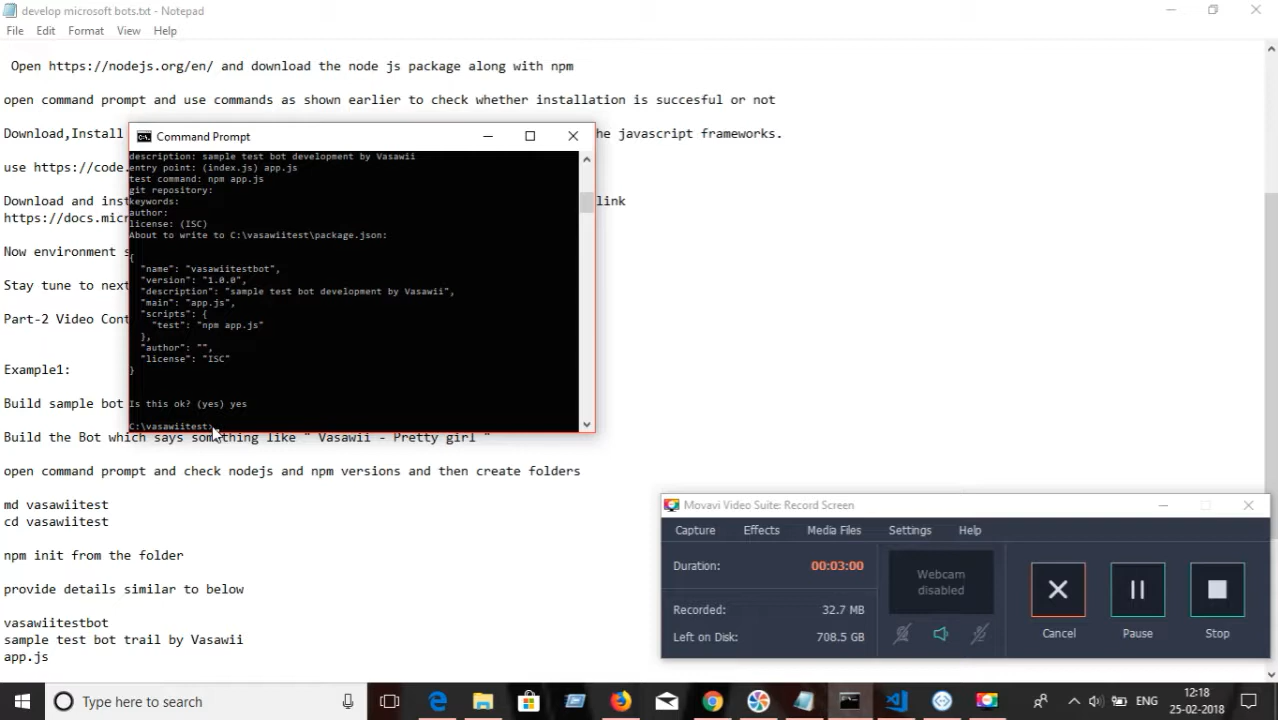 develop microsoft bots.txt - Notepad
File Edit Format View Help
Open https://nodejs.org/en/ and download the node js package along with npm
open command prompt and use commands as shown earlier to check whether installation is succesful or not
Download,Install
he javascript frameworks.
use https://code.
Download and inst
link
https://docs.micr
Now environment s
Stay tune to next
Part-2 Video Cont
Example1:
Build sample bot
Build the Bot which says something like " Vasawii - Pretty girl "
open command prompt and check nodejs and npm versions and then create folders
md vasawiitest
cd vasawiitest
npm init from the folder
provide details similar to below
vasawiitestbot
sample test bot trail by Vasawii
app.js
Command Prompt
description: sample test bot development by Vasawii
entry point: (index.js) app.js
test command: npm app.js
git repository:
keywords:
author:
license: (ISC)
About to write to C:\vasawiitest\package.json:
{
"name": "vasawiitestbot",
"version": "1.0.0",
"description": "sample test bot development by Vasawii",
"main": "app.js",
"scripts": {
"test": "npm app.js"
},
"author": "",
"license": "ISC"
}
Is this ok? (yes) yes
C:\vasawiitest>
Movavi Video Suite: Record Screen
Capture Effects Media Files Settings Help
Duration: 00:03:00
Recorded: 32.7 MB
Left on Disk: 708.5 GB
Webcam
disabled
Cancel Pause Stop
Type here to search
ENG
12:18
25-02-2018